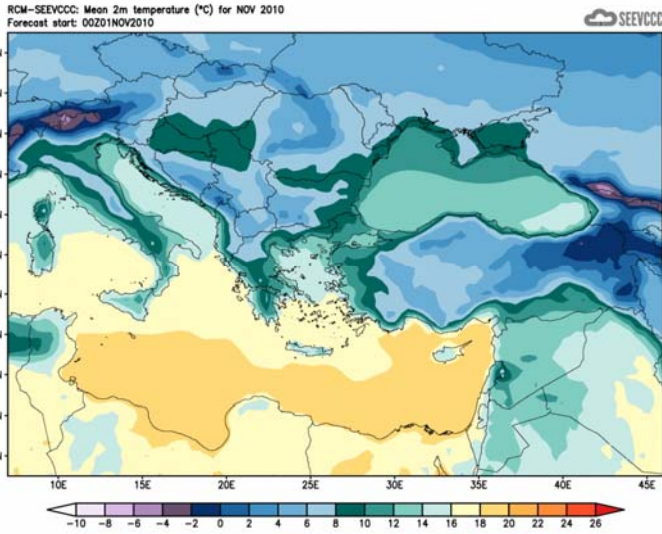 RCM-SEEVCCC: Mean 2m temperature (°C) for NOV 2010
Forecast start: 00Z01NOV2010
SEEVCCC
N
N
N
N
N
N
N
N
N
N
N
10E 15E 20E 25E 30E 35E 40E 45E
-10 -8 -6 -4 -2 0 2 4 6 8 10 12 14 16 18 20 22 24 26